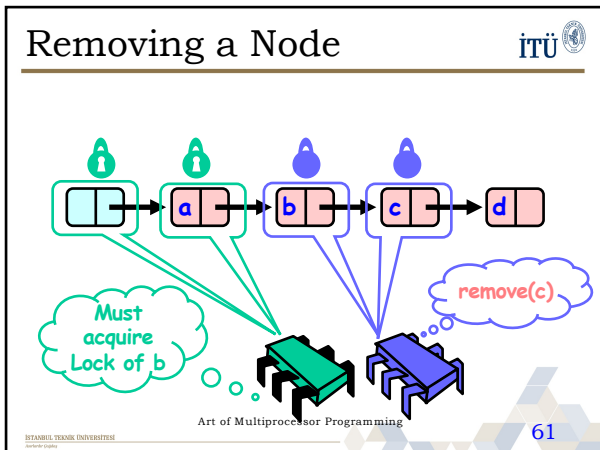 Removing a Node
İTÜ
a b c d
remove(c)
Must
acquire
Lock of b
Art of Multiprocessor Programming
İSTANBUL TEKNİK ÜNİVERSİTESİ
61